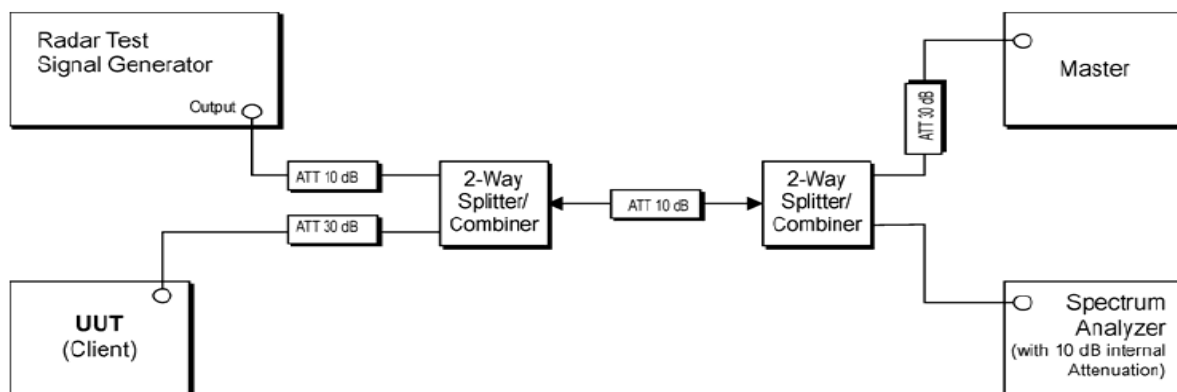 Radar Test
Signal Generator
Output
ATT 10 dB
ATT 30 dB
2-Way
Splitter/
Combiner
ATT 10 dB
2-Way
Splitter/
Combiner
ATT 30 dB
Master
UUT
(Client)
Spectrum
Analyzer
(with 10 dB internal
Attenuation)